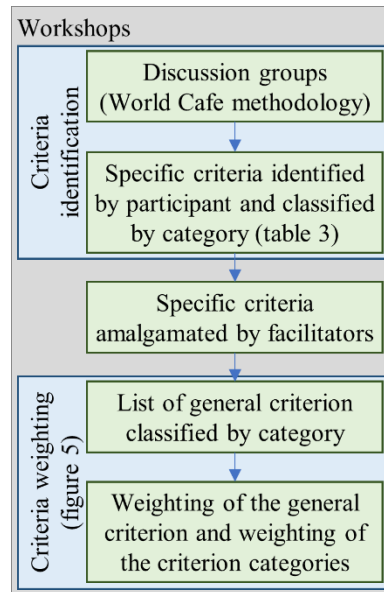 Workshops
Criteria
identification
Discussion groups
(World Cafe methodology)
Specific criteria identified
by participant and classified
by category (table 3)
Specific criteria
amalgamated by facilitators
Criteria weighting
(figure 5)
List of general criterion
classified by category
Weighting of the general
criterion and weighting of
the criterion categories